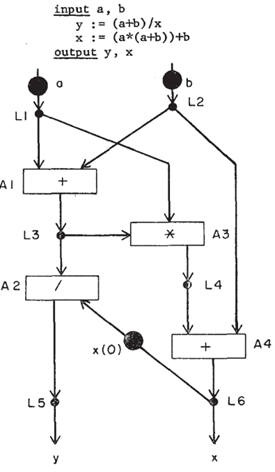 input a, b
y := (a+b)/x
x := (a*(a+b))+b
output y, x
a
b
L1
L2
A1
+
L3
*
A3
A2
/
L4
x(0)
+
A4
L5
L6
y
x